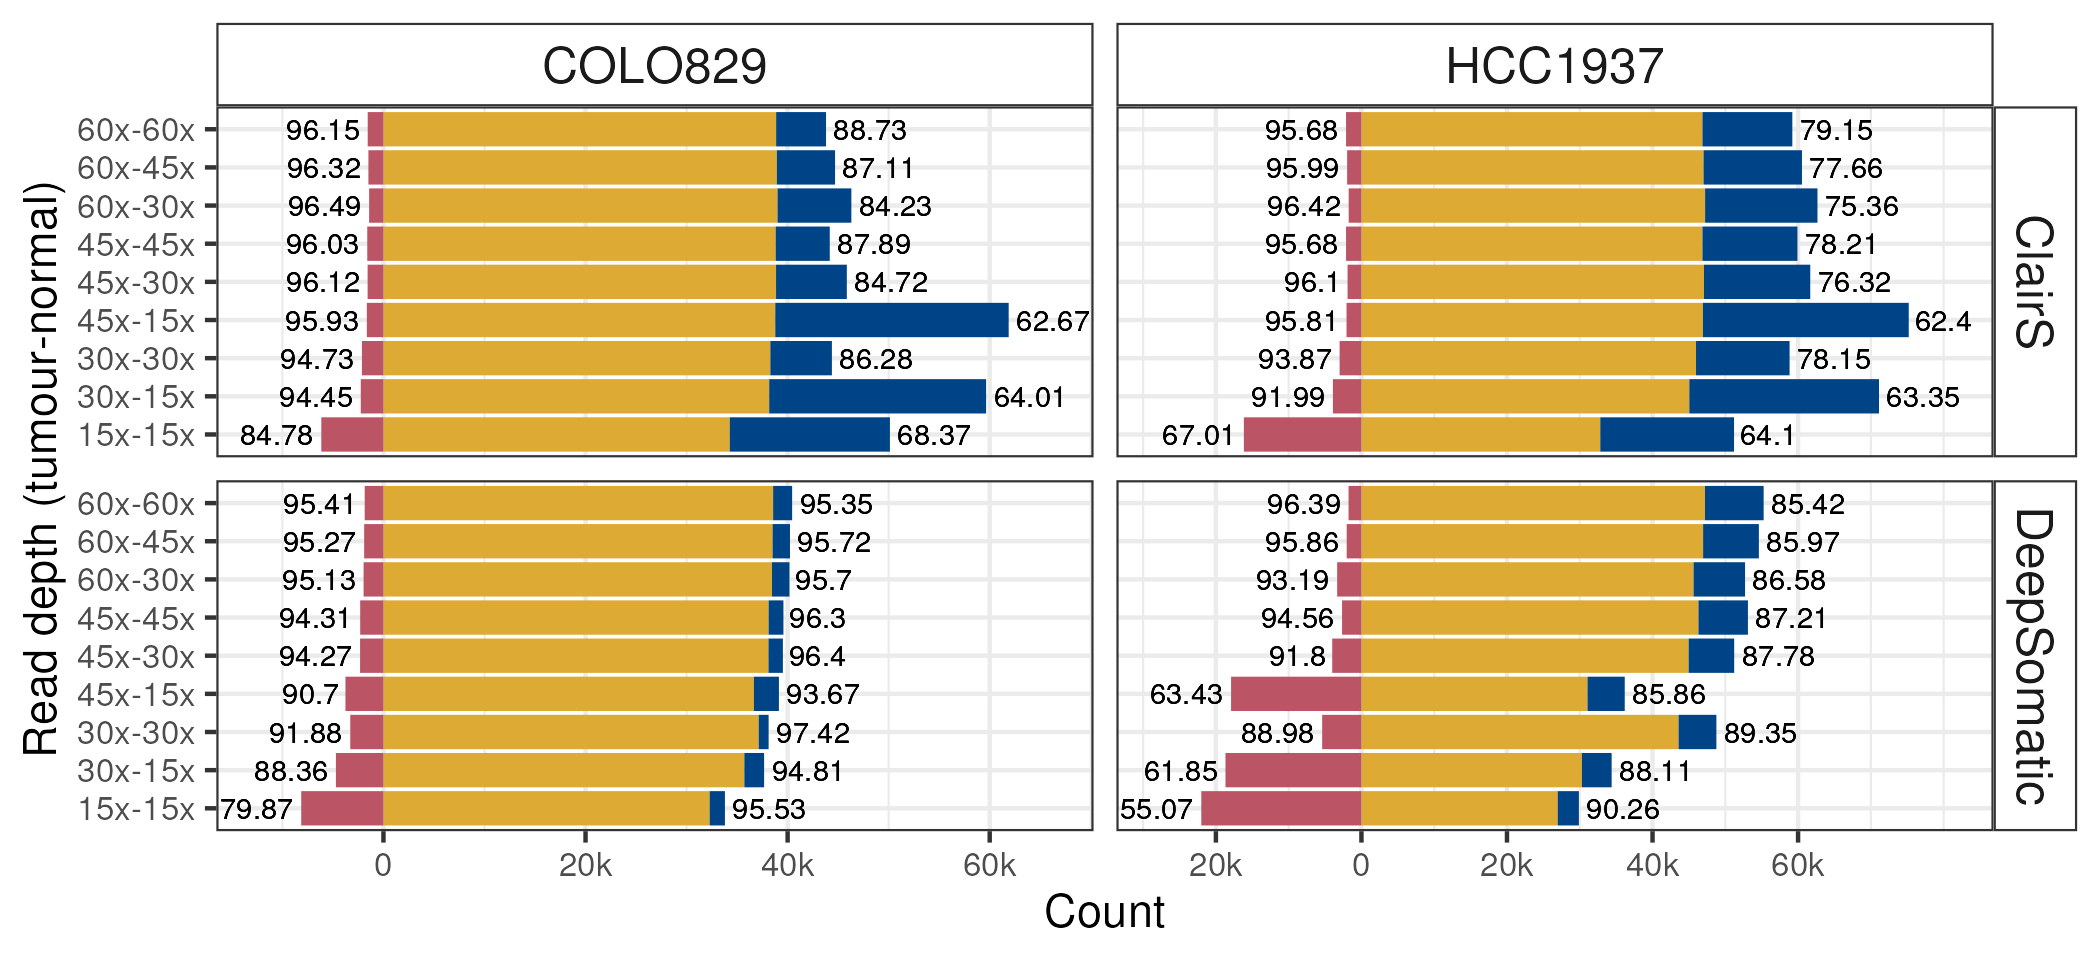 COLO829 HCC1937
Read depth (tumour-normal)
ClairS
60x-60x 96.15 88.73 95.68 79.15
60x-45x 96.32 87.11 95.99 77.66
60x-30x 96.49 84.23 96.42 75.36
45x-45x 96.03 87.89 95.68 78.21
45x-30x 96.12 84.72 96.1 76.32
45x-15x 95.93 62.67 95.81 62.4
30x-30x 94.73 86.28 93.87 78.15
30x-15x 94.45 64.01 91.99 63.35
15x-15x 84.78 68.37 67.01 64.1
DeepSomatic
60x-60x 95.41 95.35 96.39 85.42
60x-45x 95.27 95.72 95.86 85.97
60x-30x 95.13 95.7 93.19 86.58
45x-45x 94.31 96.3 94.56 87.21
45x-30x 94.27 96.4 91.8 87.78
45x-15x 90.7 93.67 63.43 85.86
30x-30x 91.88 97.42 88.98 89.35
30x-15x 88.36 94.81 61.85 88.11
15x-15x 79.87 95.53 55.07 90.26
0 20k 40k 60k 20k 0 20k 40k 60k
Count